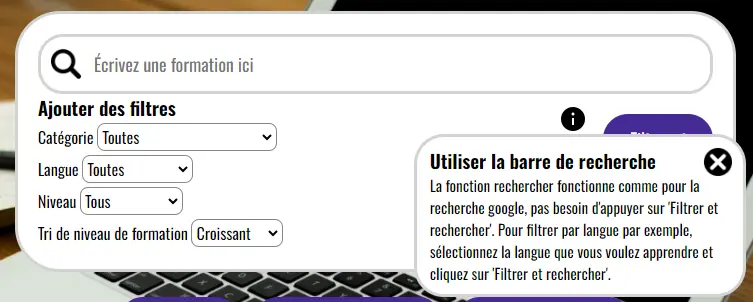 Écrivez une formation ici
Ajouter des filtres
Catégorie Toutes
Langue Toutes
Niveau Tous
Tri de niveau de formation Croissant
Utiliser la barre de recherche
La fonction rechercher fonctionne comme pour la
recherche google, pas besoin d'appuyer sur 'Filtrer et
rechercher'. Pour filtrer par langue par exemple,
sélectionnez la langue que vous voulez apprendre et
cliquez sur 'Filtrer et rechercher'.